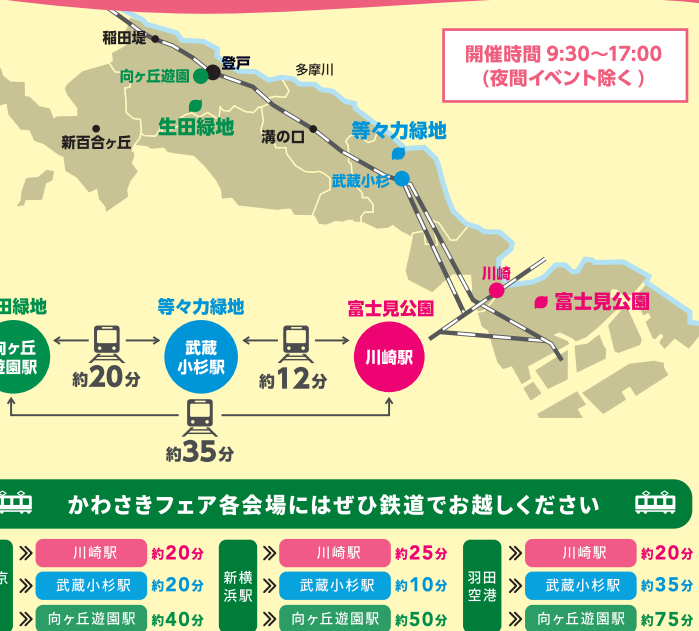 稲田堤
登戸
多摩川
向ヶ丘遊園
生田緑地
新百合ヶ丘
溝の口
等々力緑地
武蔵小杉
川崎
富士見公園
開催時間 9:30〜17:00
(夜間イベント除く)
田緑地
等々力緑地
富士見公園
向ヶ丘
遊園駅
武蔵
小杉駅
川崎駅
約20分
約12分
約35分
かわさきフェア各会場にはぜひ鉄道でお越しください
京
川崎駅 約20分
武蔵小杉駅 約20分
向ヶ丘遊園駅 約40分
新横
浜駅
川崎駅 約25分
武蔵小杉駅 約10分
向ヶ丘遊園駅 約50分
羽田
空港
川崎駅 約20分
武蔵小杉駅 約35分
向ヶ丘遊園駅 約75分